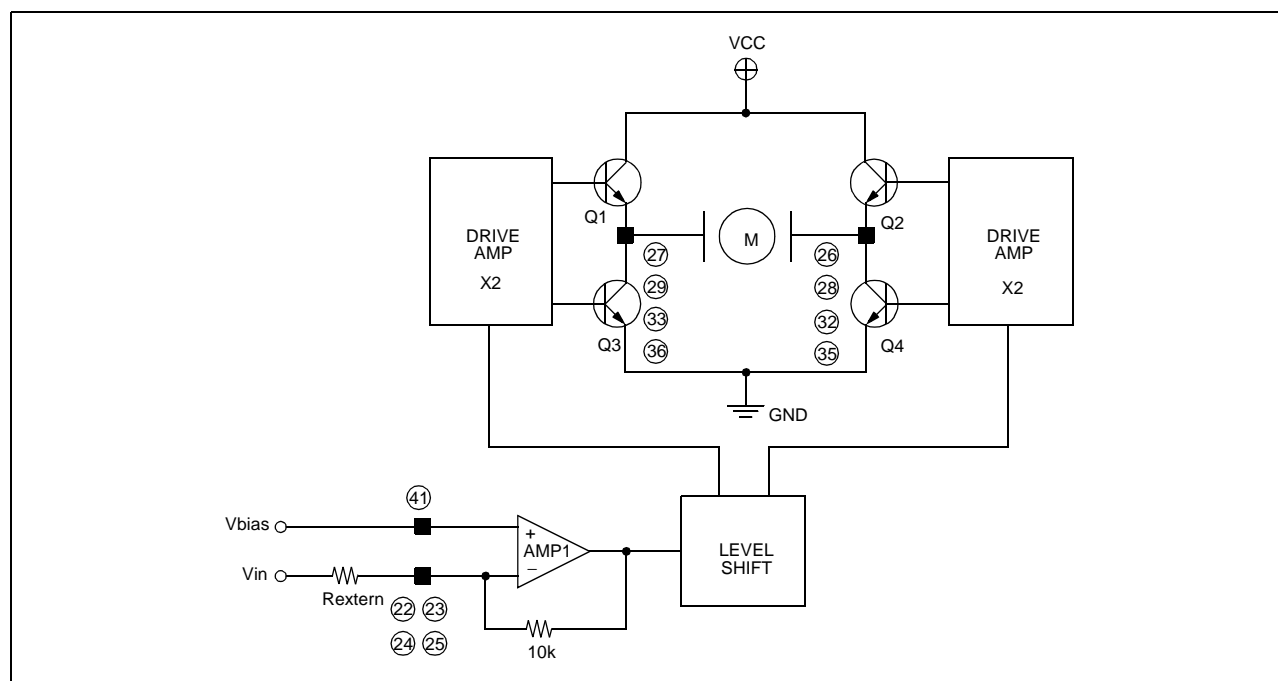 VCC
Q1
Q2
DRIVE
AMP
X2
M
DRIVE
AMP
X2
27
26
29
28
33
32
Q3
36
35
Q4
GND
41
Vbias
+
AMP1
−
LEVEL
SHIFT
Vin
Rextern
22 23
24 25
10k